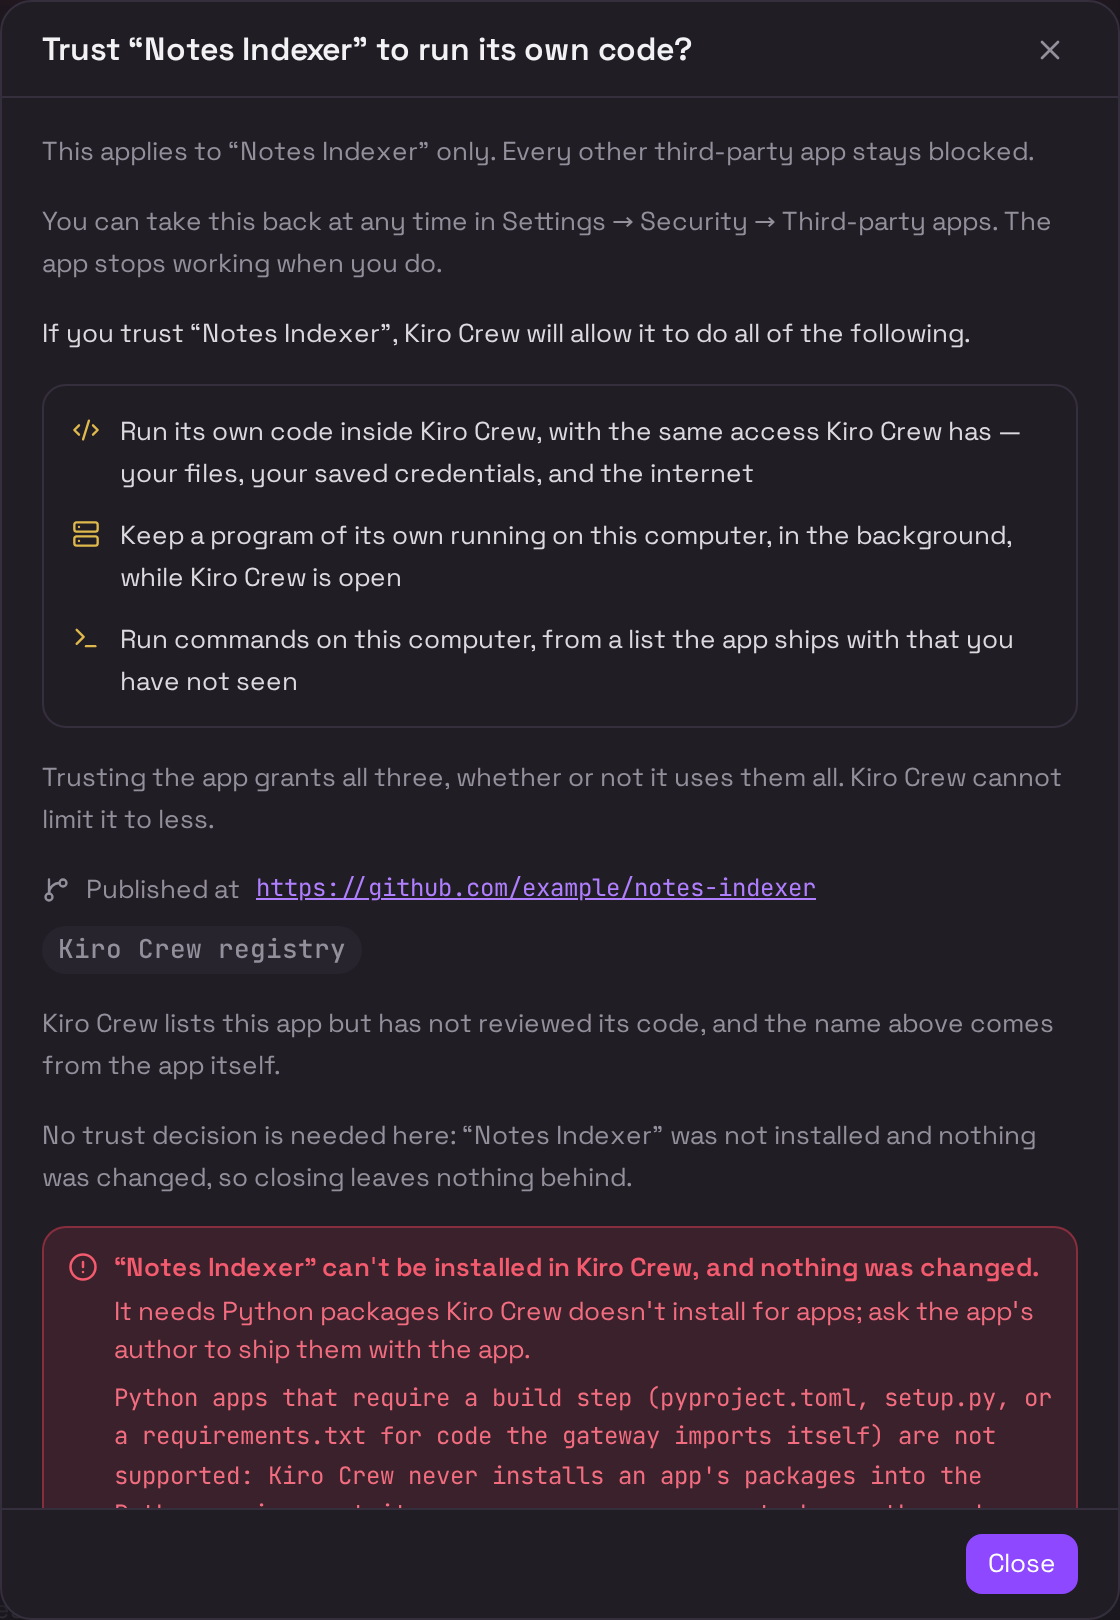 Trust “Notes Indexer” to run its own code?
This applies to “Notes Indexer” only. Every other third-party app stays blocked.
You can take this back at any time in Settings → Security → Third-party apps. The
app stops working when you do.
If you trust “Notes Indexer”, Kiro Crew will allow it to do all of the following.
Run its own code inside Kiro Crew, with the same access Kiro Crew has —
your files, your saved credentials, and the internet
Keep a program of its own running on this computer, in the background,
while Kiro Crew is open
Run commands on this computer, from a list the app ships with that you
have not seen
Trusting the app grants all three, whether or not it uses them all. Kiro Crew cannot
limit it to less.
Published at https://github.com/example/notes-indexer
Kiro Crew registry
Kiro Crew lists this app but has not reviewed its code, and the name above comes
from the app itself.
No trust decision is needed here: “Notes Indexer” was not installed and nothing
was changed, so closing leaves nothing behind.
“Notes Indexer” can't be installed in Kiro Crew, and nothing was changed.
It needs Python packages Kiro Crew doesn't install for apps; ask the app's
author to ship them with the app.
Python apps that require a build step (pyproject.toml, setup.py, or
a requirements.txt for code the gateway imports itself) are not
supported: Kiro Crew never installs an app's packages into the
Close